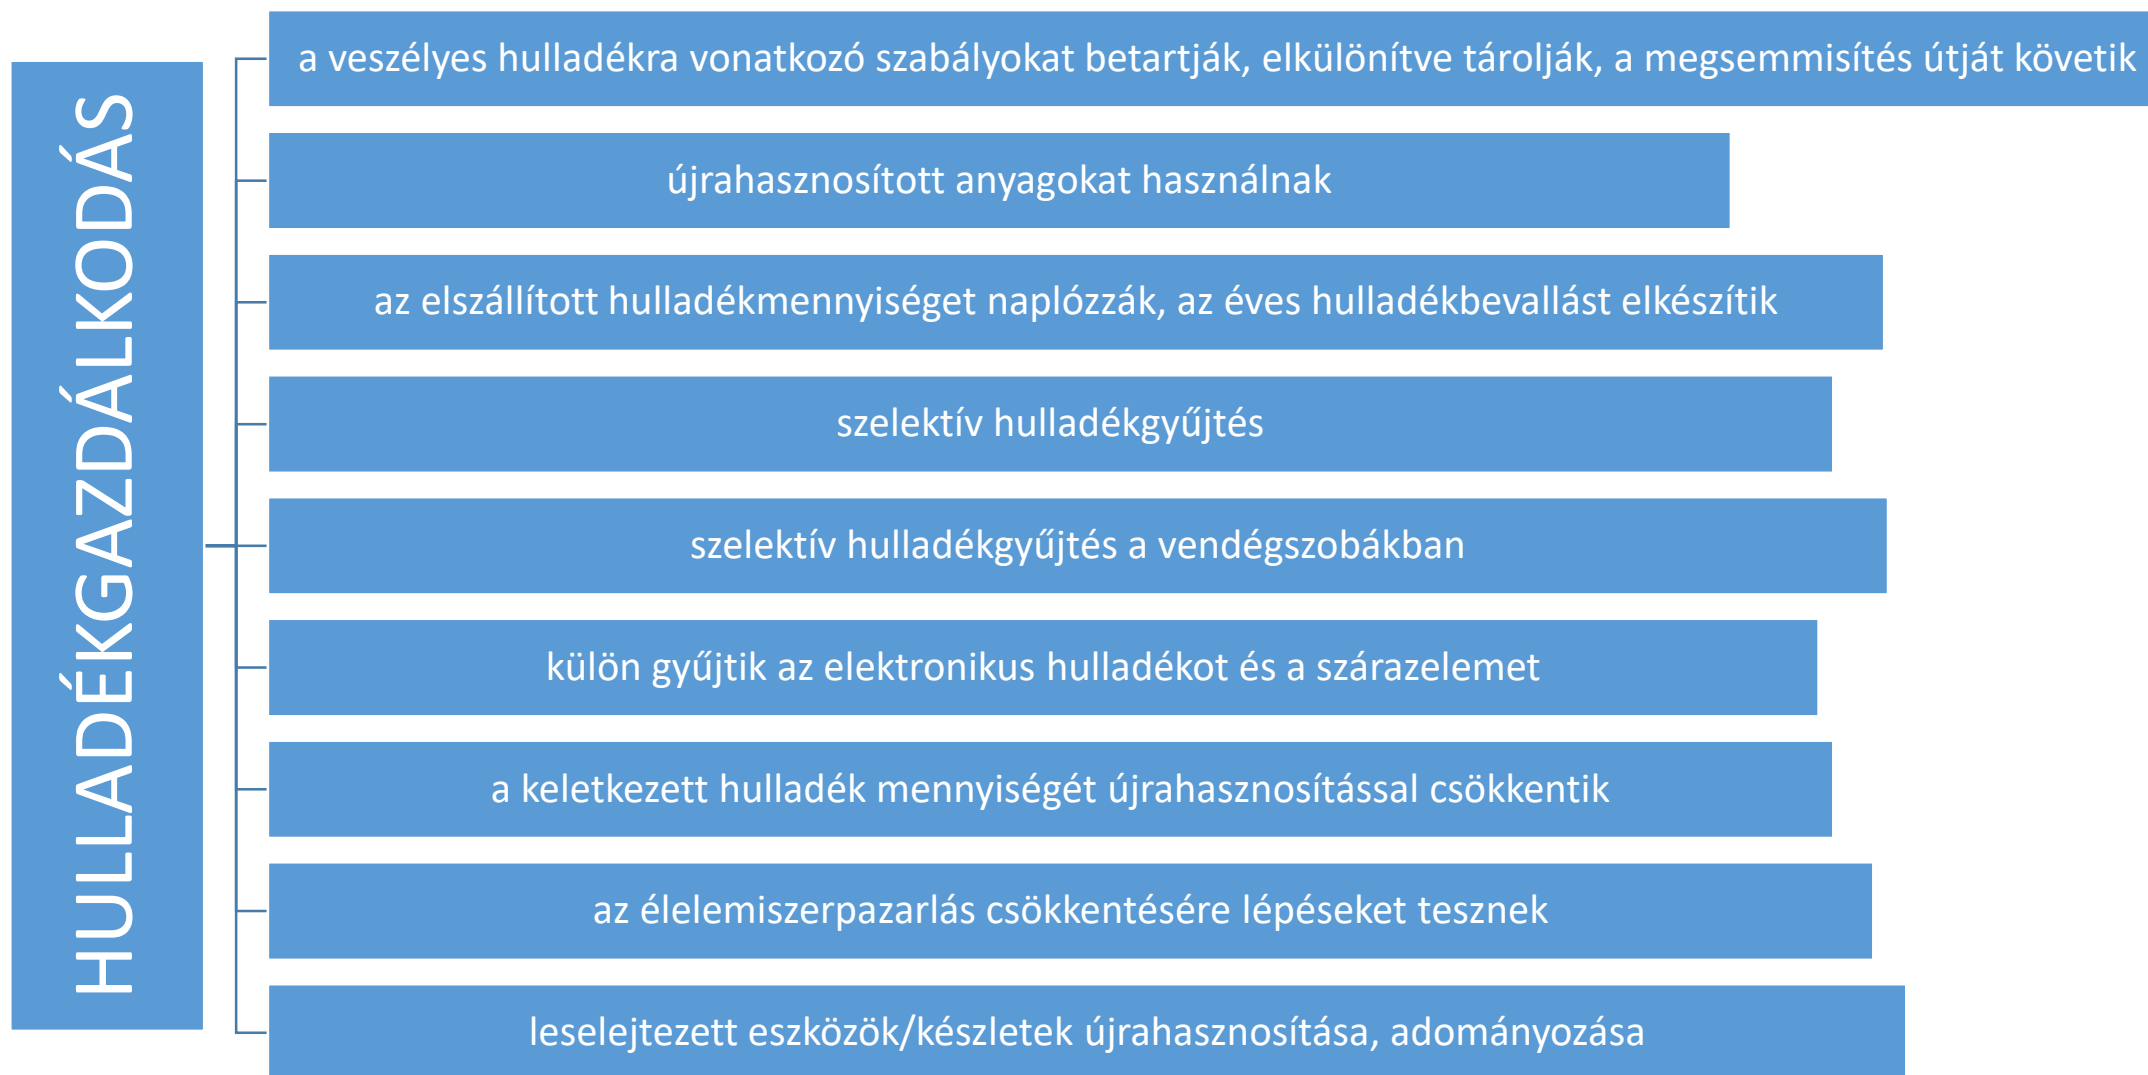 HULLADÉKGAZDÁLKODÁS
a veszélyes hulladékra vonatkozó szabályokat betartják, elkülönítve tárolják, a megsemmisítés útját követik
újrahasznosított anyagokat használnak
az elszállított hulladékmennyiséget naplózzák, az éves hulladékbevallást elkészítik
szelektív hulladékgyűjtés
szelektív hulladékgyűjtés a vendégszobákban
külön gyűjtik az elektronikus hulladékot és a szárazelemet
a keletkezett hulladék mennyiségét újrahasznosítással csökkentik
az élelemiszerpazarlás csökkentésére lépéseket tesznek
leselejtezett eszközök/készletek újrahasznosítása, adományozása